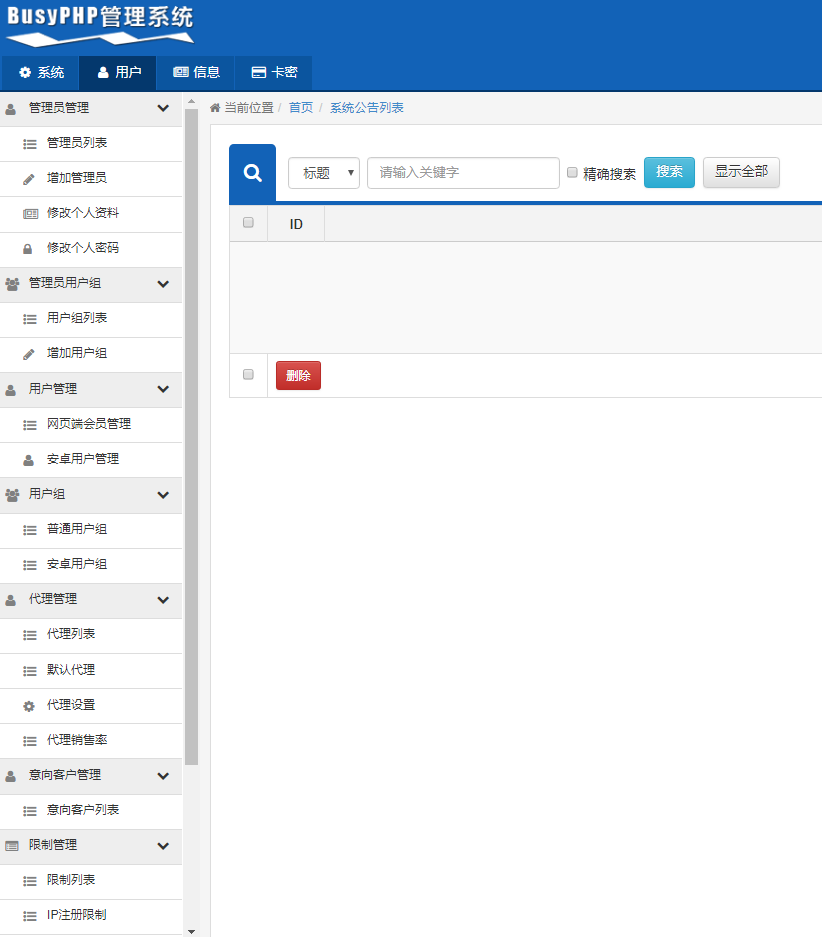 BusyPHP管理系统
系统 用户 信息 卡密
管理员管理
管理员列表
增加管理员
修改个人资料
修改个人密码
管理员用户组
用户组列表
增加用户组
用户管理
网页端会员管理
安卓用户管理
用户组
普通用户组
安卓用户组
代理管理
代理列表
默认代理
代理设置
代理销售率
意向客户管理
意向客户列表
限制管理
限制列表
IP注册限制
当前位置 / 首页 / 系统公告列表
标题 请输入关键字 精确搜索 搜索 显示全部
ID
删除